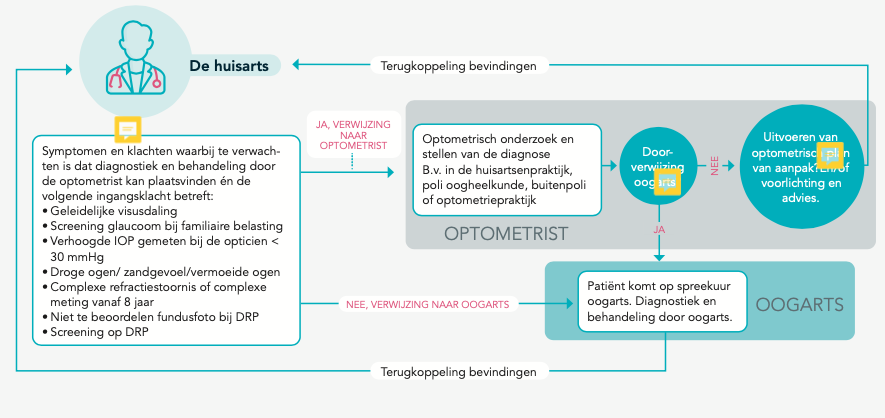 De huisarts
Terugkoppeling bevindingen
Symptomen en klachten waarbij te verwach-
ten is dat diagnostiek en behandeling door
de optometrist kan plaatsvinden én de
volgende ingangsklacht betreft:
• Geleidelijke visusdaling
• Screening glaucoom bij familiaire belasting
• Verhoogde IOP gemeten bij de opticien <
30 mmHg
• Droge ogen/ zandgevoel/vermoeide ogen
• Complexe refractiestoornis of complexe
meting vanaf 8 jaar
• Niet te beoordelen fundusfoto bij DRP
• Screening op DRP
JA, VERWIJZING
NAAR
OPTOMETRIST
Optometrisch onderzoek en
stellen van de diagnose
B.v. in de huisartsenpraktijk,
poli oogheelkunde, buitenpoli
of optometriepraktijk
OPTOMETRIST
Door-
verwijzing
oogarts
NEE
Uitvoeren van
optometrisch
van aanpak en/of
voorlichting en
advies.
JA
NEE, VERWIJZING NAAR OOGARTS
Patiënt komt op spreekuur
oogarts. Diagnostiek en
behandeling door oogarts.
OOGARTS
Terugkoppeling bevindingen